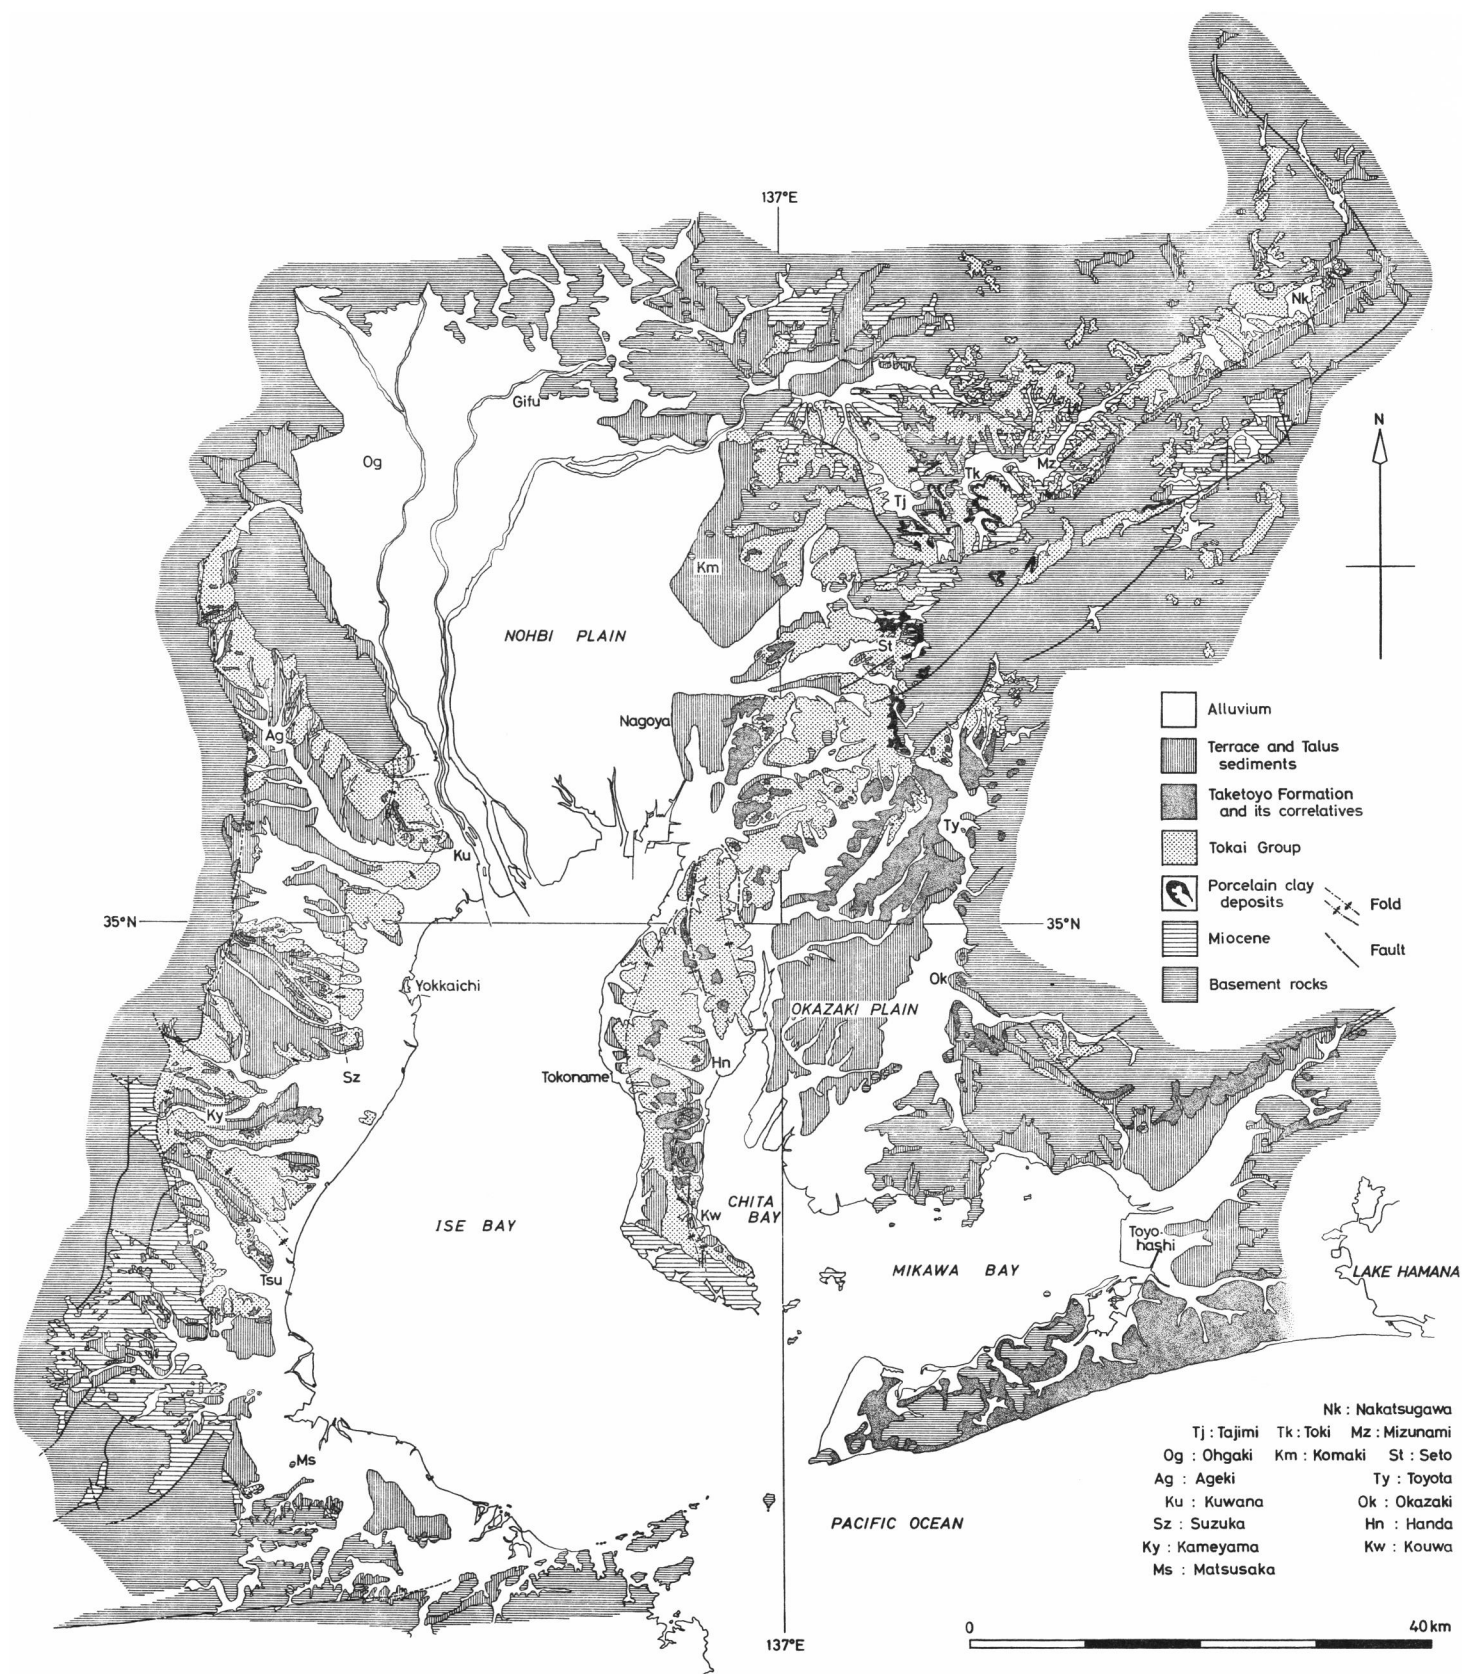 137°E
Nk
Gifu
Og
Mz
Tk
Tj
N
Km
NOHBI PLAIN
St
Nagoya
Ag
Ty
Ku
Alluvium
Terrace and Talus
sediments
Taketoyo Formation
and its correlatives
Tokai Group
Porcelain clay
deposits
Fold
Miocene
Fault
Basement rocks
35°N
35°N
Yokkaichi
Ok
OKAZAKI PLAIN
Sz
Tokoname
Hn
Ky
ISE BAY
CHITA
BAY
Kw
Toyo-
hashi
Tsu
MIKAWA BAY
LAKE HAMANA
Ms
PACIFIC OCEAN
Nk : Nakatsugawa
Tj : Tajimi Tk : Toki Mz : Mizunami
Og : Ohgaki Km : Komaki St : Seto
Ag : Ageki Ty : Toyota
Ku : Kuwana Ok : Okazaki
Sz : Suzuka Hn : Handa
Ky : Kameyama Kw : Kouwa
Ms : Matsusaka
0 40 km
137°E